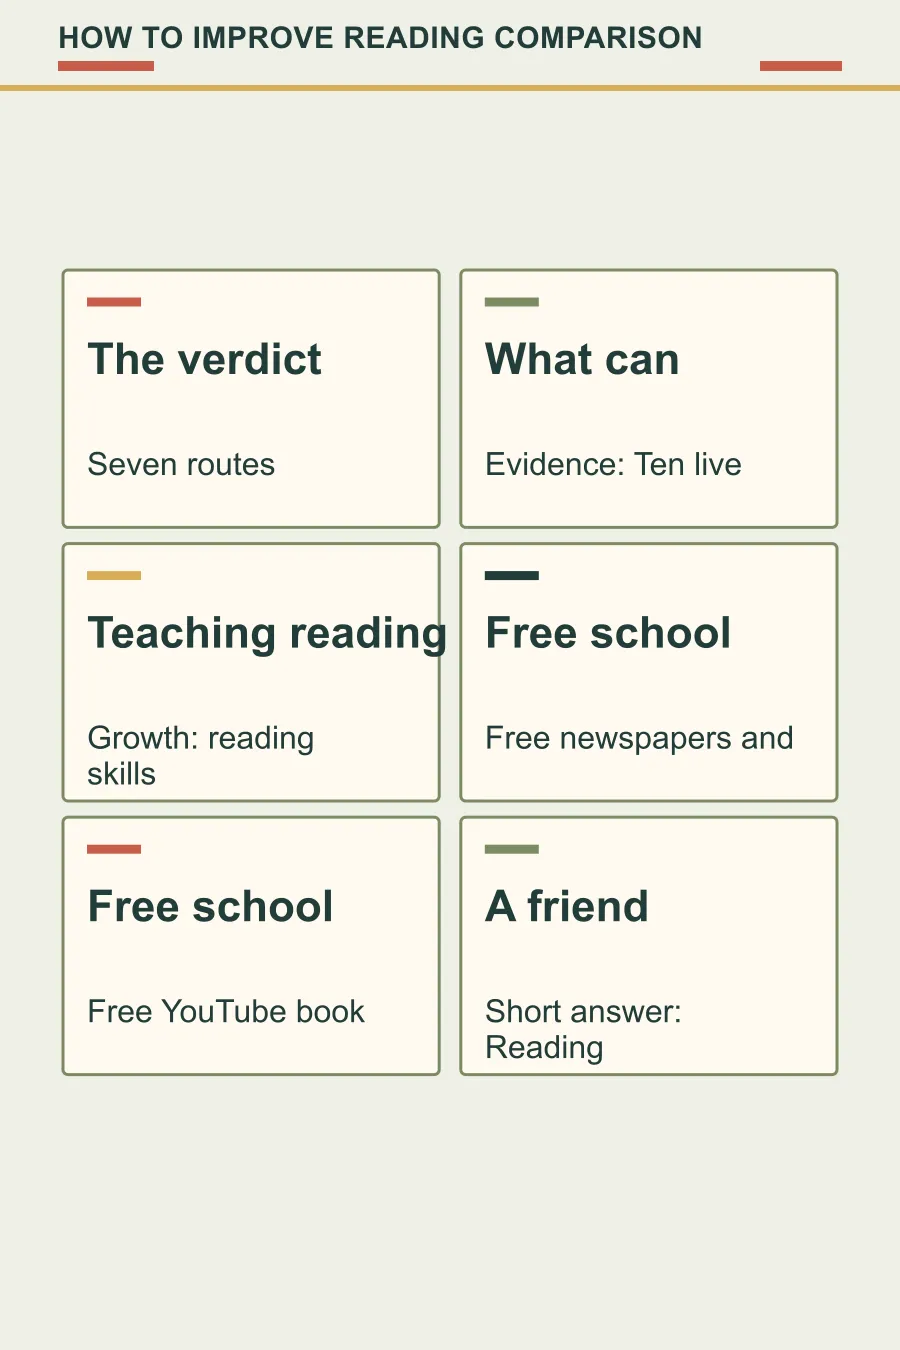 HOW TO IMPROVE READING COMPARISON
The verdict
Seven routes
What can
Evidence: Ten live
Teaching reading
Growth: reading
skills
Free school
Free newspapers and
Free school
Free YouTube book
A friend
Short answer:
Reading